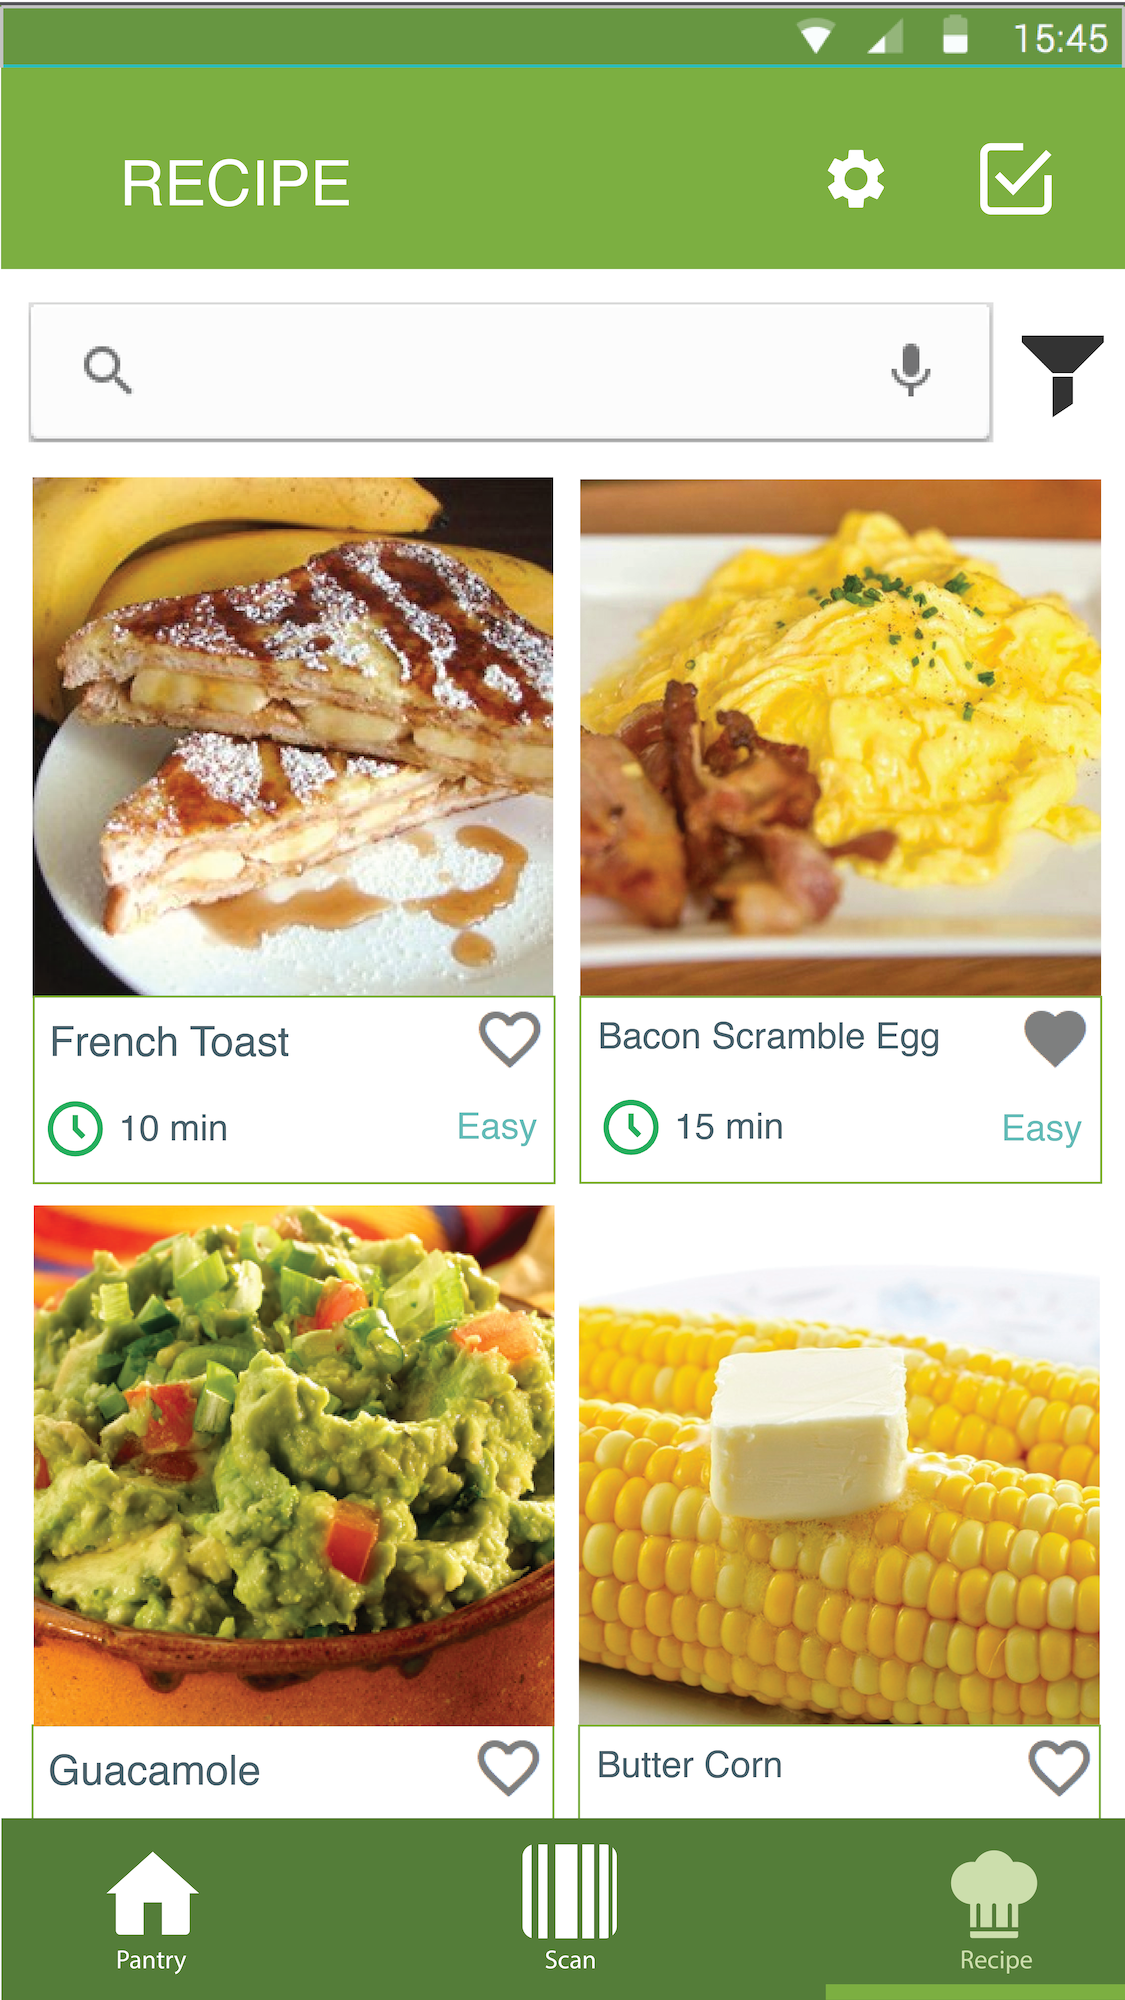 15:45
RECIPE
French Toast
10 min
Easy
Bacon Scramble Egg
15 min
Easy
Guacamole
Butter Corn
Pantry
Scan
Recipe